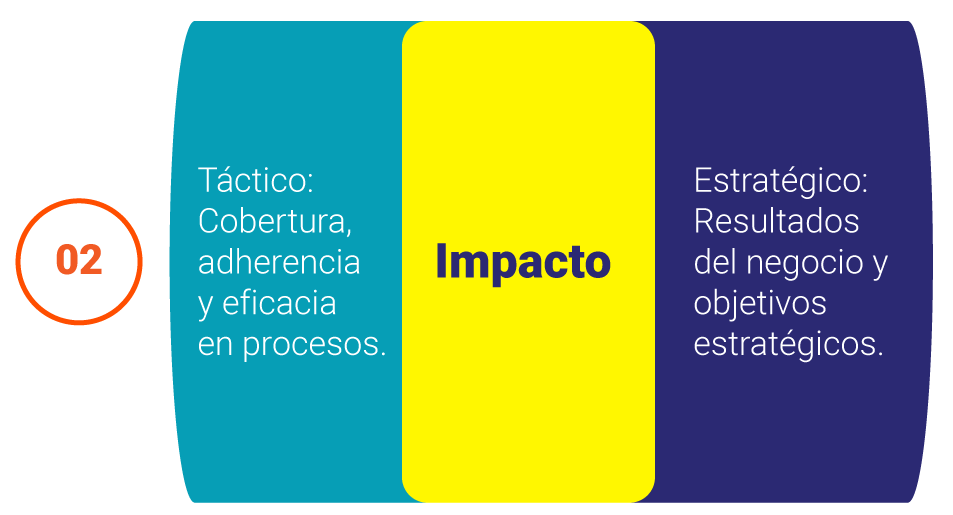 02
Táctico:
Cobertura,
adherencia
y eficacia
en procesos.
Impacto
Estratégico:
Resultados
del negocio y
objetivos
estratégicos.